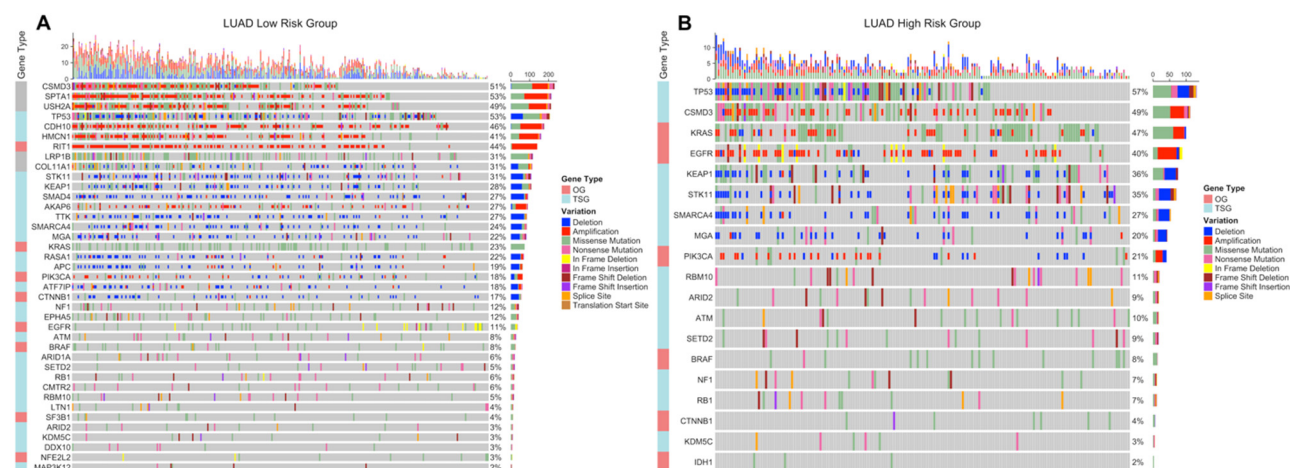 A
LUAD Low Risk Group
Gene Type
20
10
0
0 100 200
CSMD3 51%
SPTA1 53%
USH2A 49%
TP53 53%
CDH10 46%
HMCN1 41%
RIT1 44%
LRP1B 31%
COL11A1 31%
STK11 31%
KEAP1 28%
SMAD4 27%
AKAP6 27%
TTK 27%
SMARCA4 24%
MGA 22%
KRAS 23%
RASA1 22%
APC 19%
PIK3CA 18%
ATF7IP 18%
CTNNB1 17%
NF1 12%
EPHA5 12%
EGFR 11%
ATM 8%
BRAF 8%
ARID1A 6%
SETD2 5%
RB1 6%
CMTR2 6%
RBM10 5%
LTN1 4%
SF3B1 4%
ARID2 3%
KDM5C 3%
DDX10 3%
NFE2L2 3%
MAP3K12 2%
Gene Type
OG
TSG
Variation
Deletion
Amplification
Missense Mutation
Nonsense Mutation
In Frame Deletion
In Frame Insertion
Frame Shift Deletion
Frame Shift Insertion
Splice Site
Translation Start Site
B
LUAD High Risk Group
Gene Type
10
5
0
0 50 100
TP53 57%
CSMD3 49%
KRAS 47%
EGFR 40%
KEAP1 36%
STK11 35%
SMARCA4 27%
MGA 20%
PIK3CA 21%
RBM10 11%
ARID2 9%
ATM 10%
SETD2 9%
BRAF 8%
NF1 7%
RB1 7%
CTNNB1 4%
KDM5C 3%
IDH1 2%
Gene Type
OG
TSG
Variation
Deletion
Amplification
Missense Mutation
Nonsense Mutation
In Frame Deletion
Frame Shift Deletion
Frame Shift Insertion
Splice Site